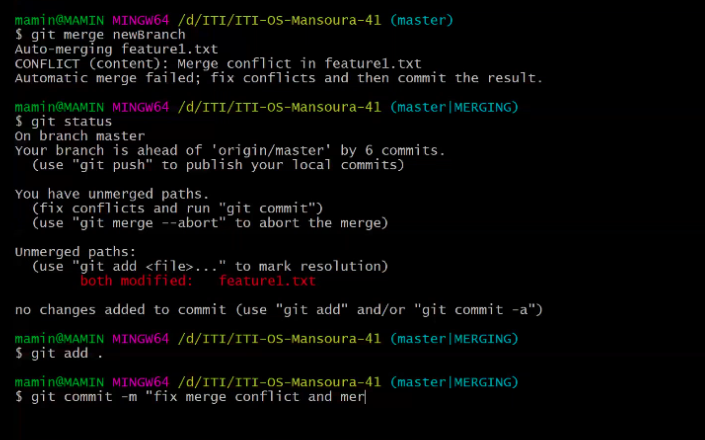 mamin@MAMIN MINGW64 /d/ITI/ITI-OS-Mansoura-41 (master)
$ git merge newBranch
Auto-merging feature1.txt
CONFLICT (content): Merge conflict in feature1.txt
Automatic merge failed; fix conflicts and then commit the result.
mamin@MAMIN MINGW64 /d/ITI/ITI-OS-Mansoura-41 (master|MERGING)
$ git status
On branch master
Your branch is ahead of 'origin/master' by 6 commits.
(use "git push" to publish your local commits)
You have unmerged paths.
(fix conflicts and run "git commit")
(use "git merge --abort" to abort the merge)
Unmerged paths:
(use "git add <file>..." to mark resolution)
both modified: feature1.txt
no changes added to commit (use "git add" and/or "git commit -a")
mamin@MAMIN MINGW64 /d/ITI/ITI-OS-Mansoura-41 (master|MERGING)
$ git add .
mamin@MAMIN MINGW64 /d/ITI/ITI-OS-Mansoura-41 (master|MERGING)
$ git commit -m "fix merge conflict and mer